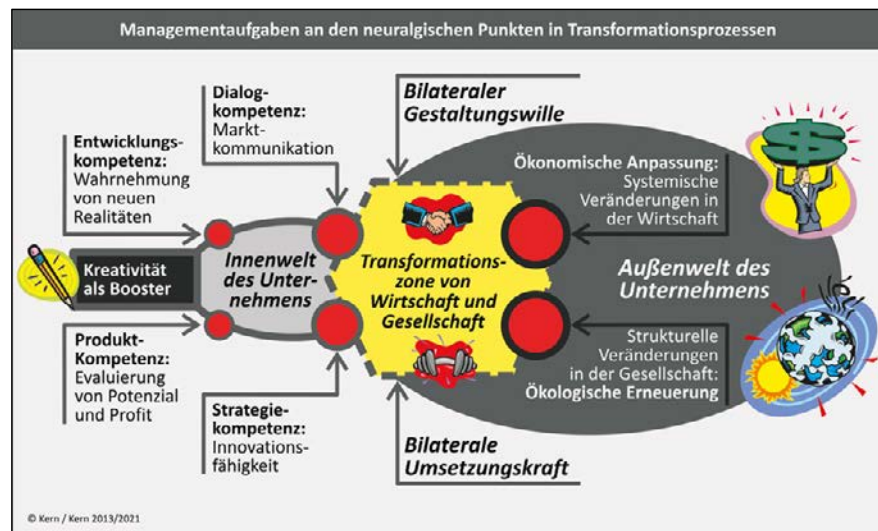 Managementaufgaben an den neuralgischen Punkten in Transformationsprozessen
Dialog-
kompetenz:
Markt-
kommunikation
Bilateraler
Gestaltungswille
Entwicklungs-
kompetenz:
Wahrnehmung
von neuen
Realitäten
Ökonomische Anpassung:
Systemische
Veränderungen in
der Wirtschaft
Kreativität
als Booster
Innenwelt
des Unter-
nehmens
Transformations-
zone von
Wirtschaft und
Gesellschaft
Außenwelt des
Unternehmens
Produkt-
Kompetenz:
Evaluierung
von Potenzial
und Profit
Strategie-
kompetenz:
Innovations-
fähigkeit
Bilaterale
Umsetzungskraft
Strukturelle
Veränderungen
in der Gesellschaft:
Ökologische Erneuerung
© Kern / Kern 2013/2021